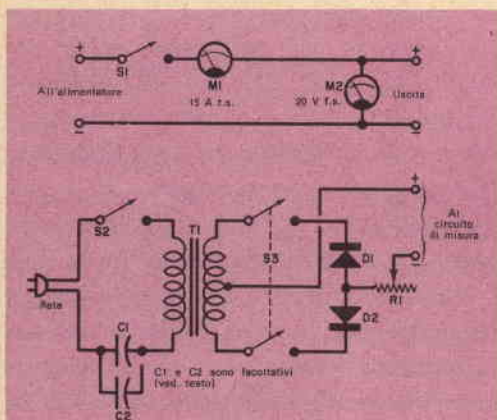 +
+
S1
M1
M2
All'alimentatore
15 A f.s.
20 V f.s.
Uscita
–
–
+
S2
T1
Al
circuito
di misura
S3
D1
–
Rete
R1
D2
C1
C1 e C2 sono facoltativi
(ved. testo)
C2